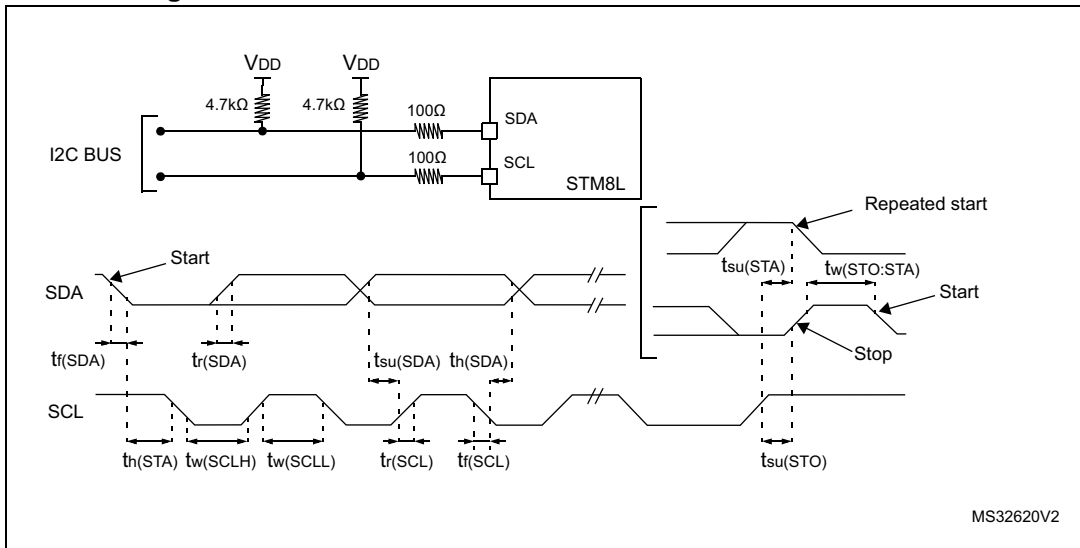 VDD VDD
4.7kΩ 4.7kΩ 100Ω
SDA
I2C BUS
100Ω
SCL
STM8L
Repeated start
Start
tsu(STA) tw(STO:STA)
SDA
Start
Stop
tf(SDA) tr(SDA) tsu(SDA) th(SDA)
SCL
th(STA) tw(SCLH) tw(SCLL) tr(SCL) tf(SCL) tsu(STO)
MS32620V2